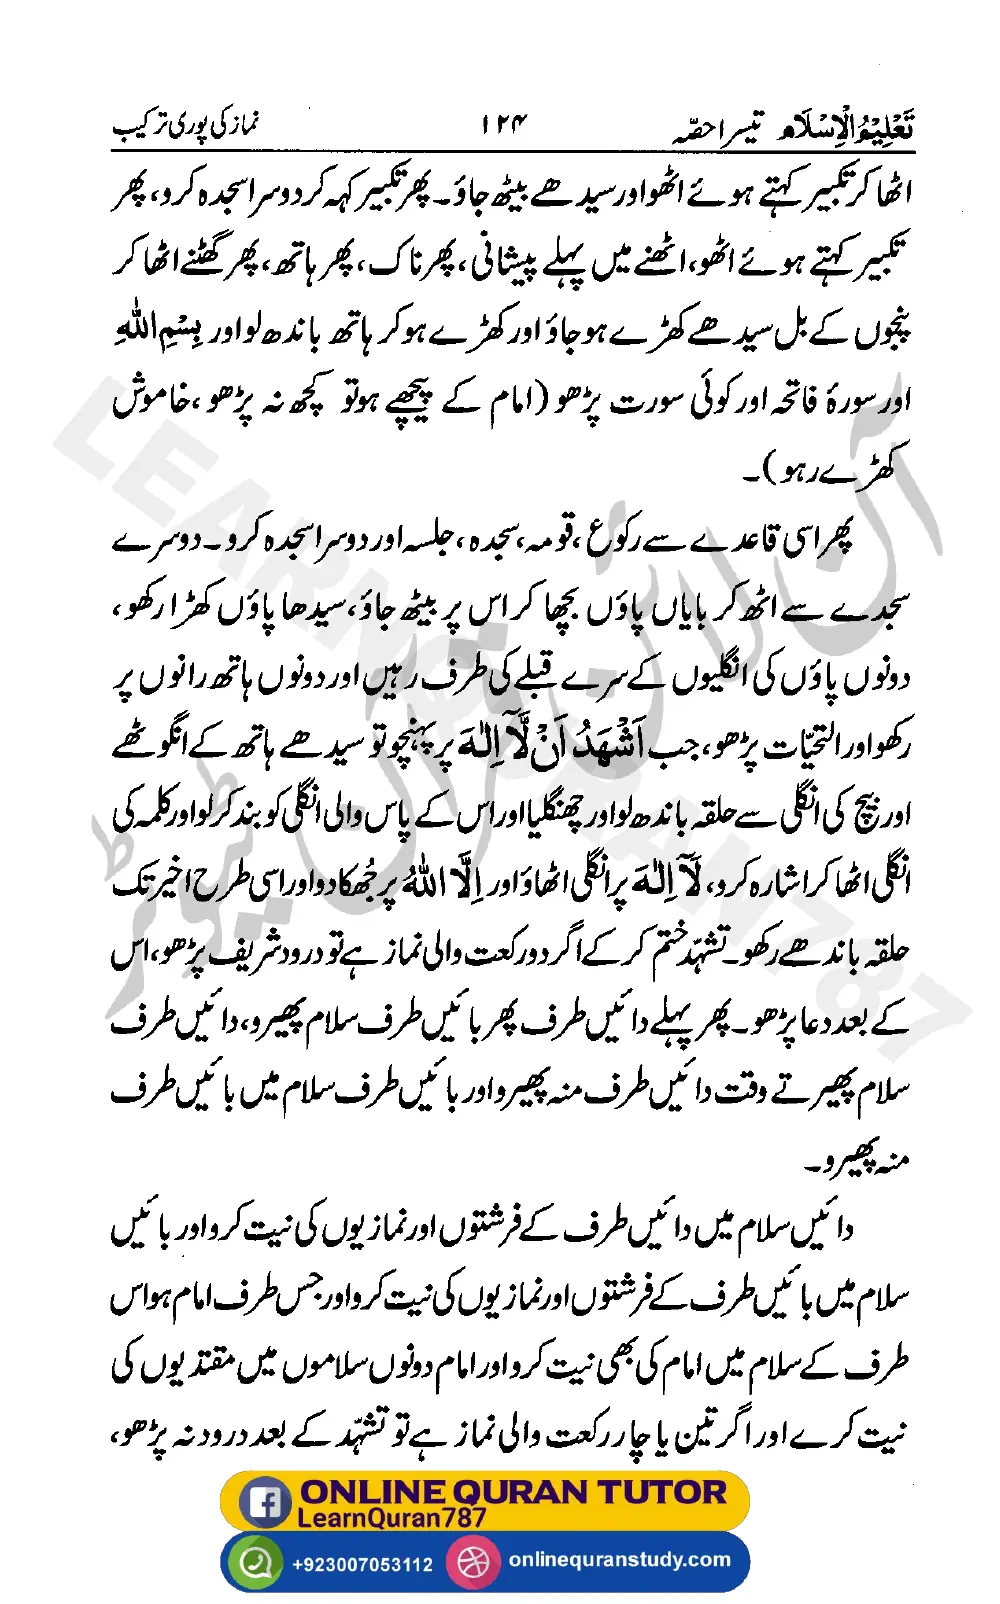 تَعْلِيْمُ الْاِسْلَام تیسرا حصّہ ۱۲۴ نماز کی پوری ترکیب
اٹھا کر تکبیر کہتے ہوئے اٹھو اور سیدھے بیٹھ جاؤ۔ پھر تکبیر کہہ کر دوسرا سجدہ کرو، پھر
تکبیر کہتے ہوئے اٹھو، اٹھنے میں پہلے پیشانی، پھر ناک، پھر ہاتھ، پھر گھٹنے اٹھا کر
پنجوں کے بل سیدھے کھڑے ہو جاؤ اور کھڑے ہو کر ہاتھ باندھ لو اور بِسْمِ اللهِ
اور سورۂ فاتحہ اور کوئی سورت پڑھو (امام کے پیچھے ہو تو کچھ نہ پڑھو، خاموش
کھڑے رہو)۔
پھر اسی قاعدے سے رکوع، قومہ، سجدہ، جلسہ اور دوسرا سجدہ کرو۔ دوسرے
سجدے سے اٹھ کر بایاں پاؤں بچھا کر اس پر بیٹھ جاؤ، سیدھا پاؤں کھڑا رکھو،
دونوں پاؤں کی انگلیوں کے سرے قبلے کی طرف رہیں اور دونوں ہاتھ رانوں پر
رکھو اور التحیّات پڑھو، جب اَشْهَدُ اَنْ لَّآ اِلٰهَ پر پہنچو تو سیدھے ہاتھ کے انگوٹھے
اور بیچ کی انگلی سے حلقہ باندھ لو اور چھنگلیا اور اس کے پاس والی انگلی کو بند کر لو اور کلمہ کی
انگلی اٹھا کر اشارہ کرو، لَآ اِلٰهَ پر انگلی اٹھاؤ اور اِلَّا اللهُ پر جُھکا دو اور اسی طرح اخیر تک
حلقہ باندھے رکھو۔ تشہّد ختم کر کے اگر دو رکعت والی نماز ہے تو درود شریف پڑھو، اس
کے بعد دعا پڑھو۔ پھر پہلے دائیں طرف پھر بائیں طرف سلام پھیرو، دائیں طرف
سلام پھیرتے وقت دائیں طرف منہ پھیرو اور بائیں طرف سلام میں بائیں طرف
منہ پھیرو۔
دائیں سلام میں دائیں طرف کے فرشتوں اور نمازیوں کی نیت کرو اور بائیں
سلام میں بائیں طرف کے فرشتوں اور نمازیوں کی نیت کرو اور جس طرف امام ہو اس
طرف کے سلام میں امام کی بھی نیت کرو اور امام دونوں سلاموں میں مقتدیوں کی
نیت کرے اور اگر تین یا چار رکعت والی نماز ہے تو تشہّد کے بعد درود نہ پڑھو،
LEARNQURAN787
آن لائن قرآن ٹیوٹر
ONLINE QURAN TUTOR
LearnQuran787
+923007053112 onlinequranstudy.com